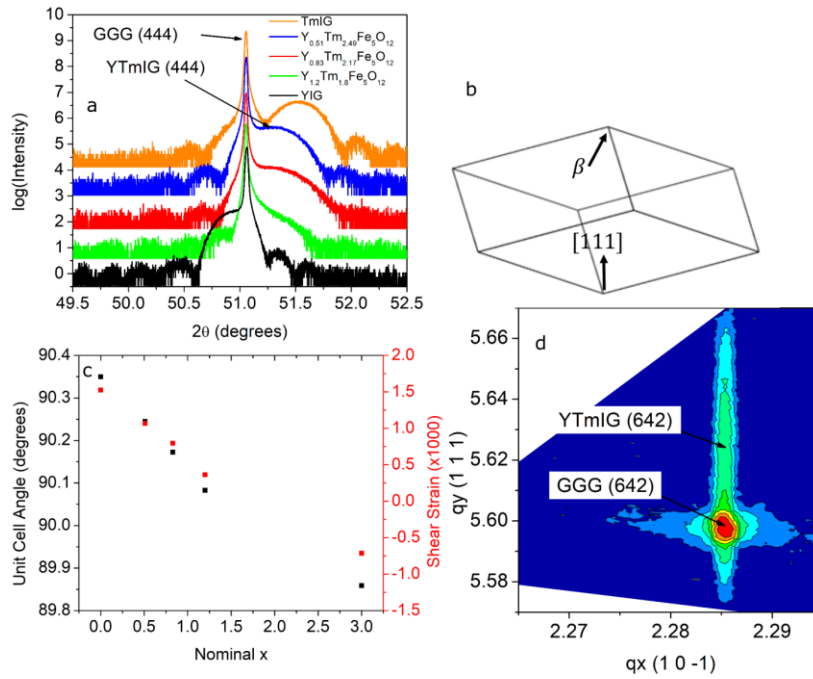 a
log(Intensity)
10
9
8
7
6
5
4
3
2
1
0
GGG (444)
YTmIG (444)
TmIG
Y0.51Tm2.49Fe5O12
Y0.83Tm2.17Fe5O12
Y1.2Tm1.8Fe5O12
YIG
49.5 50.0 50.5 51.0 51.5 52.0 52.5
2θ (degrees)
b
β
[111]
c
Unit Cell Angle (degrees)
90.4
90.3
90.2
90.1
90.0
89.9
89.8
2.0
1.5
1.0
0.5
0.0
-0.5
-1.0
-1.5
Shear Strain (x1000)
0.0 0.5 1.0 1.5 2.0 2.5 3.0
Nominal x
d
qy (1 1 1)
5.66
5.64
5.62
5.60
5.58
YTmIG (642)
GGG (642)
2.27 2.28 2.29
qx (1 0 -1)